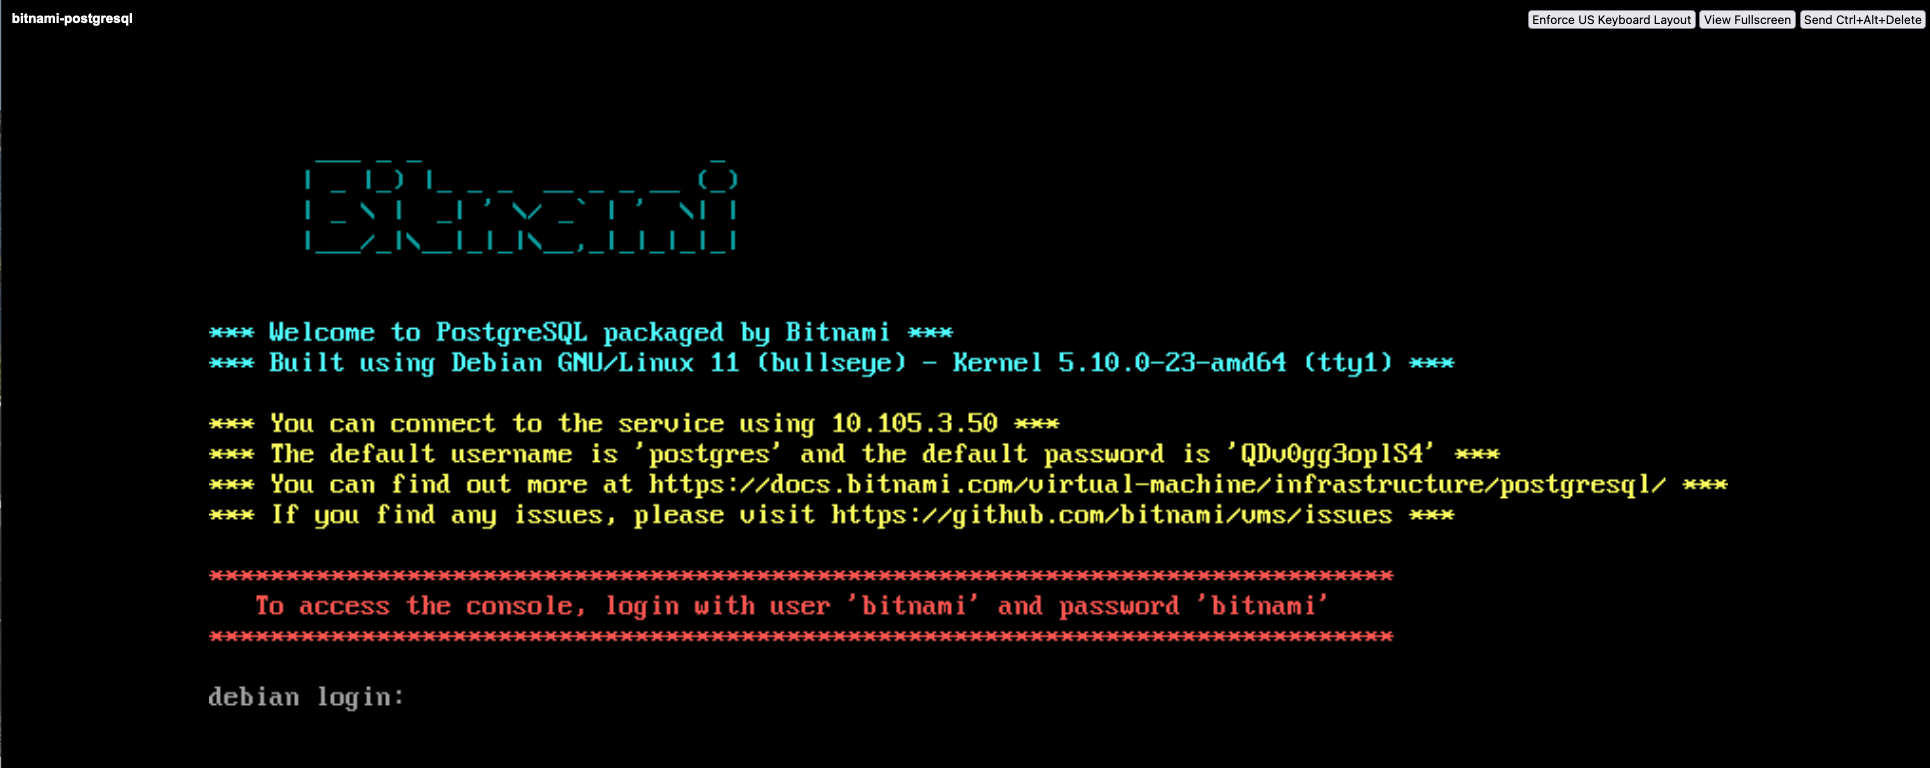 bitnami-postgresql
Enforce US Keyboard Layout View Fullscreen Send Ctrl+Alt+Delete
Bitnami
*** Welcome to PostgreSQL packaged by Bitnami ***
*** Built using Debian GNU/Linux 11 (bullseye) - Kernel 5.10.0-23-amd64 (tty1) ***
*** You can connect to the service using 10.105.3.50 ***
*** The default username is 'postgres' and the default password is 'QDv0gg3oplS4' ***
*** You can find out more at https://docs.bitnami.com/virtual-machine/infrastructure/postgresql/ ***
*** If you find any issues, please visit https://github.com/bitnami/vms/issues ***
******************************************************************************
To access the console, login with user 'bitnami' and password 'bitnami'
******************************************************************************
debian login: